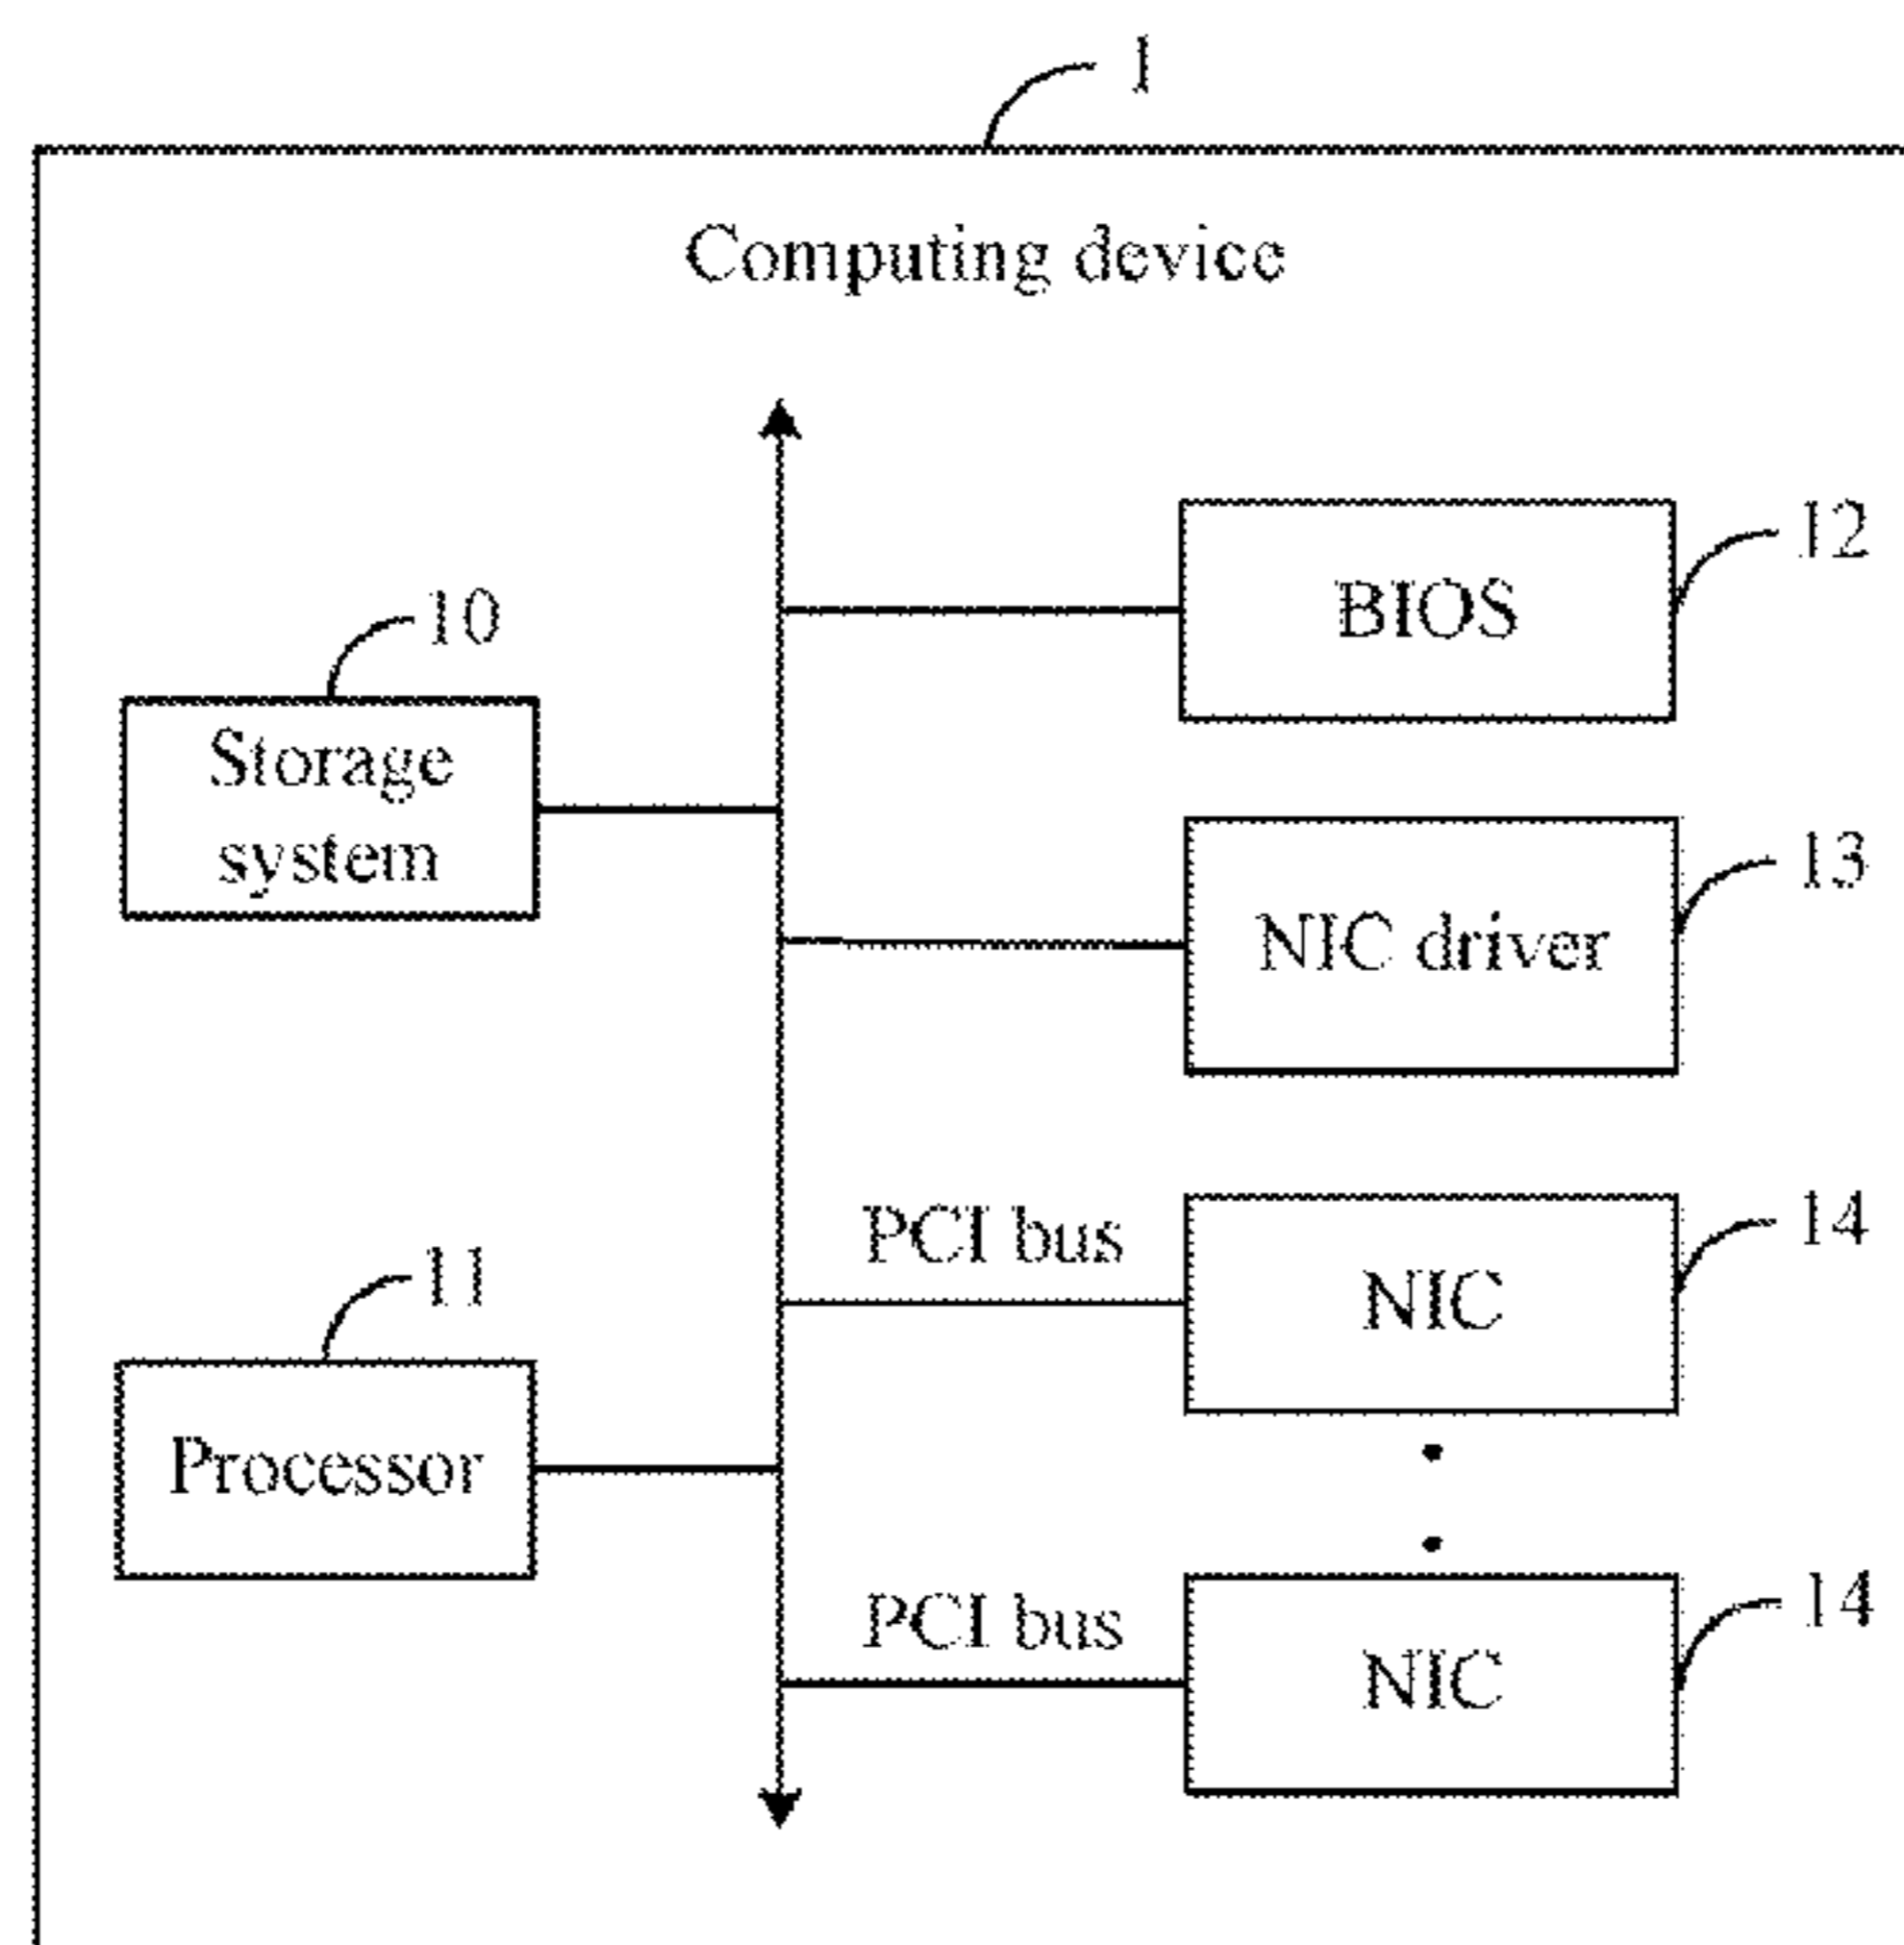 1
Computing device
12
BIOS
10
Storage
system
13
NIC driver
PCI bus
14
NIC
11
Processor
PCI bus
14
NIC